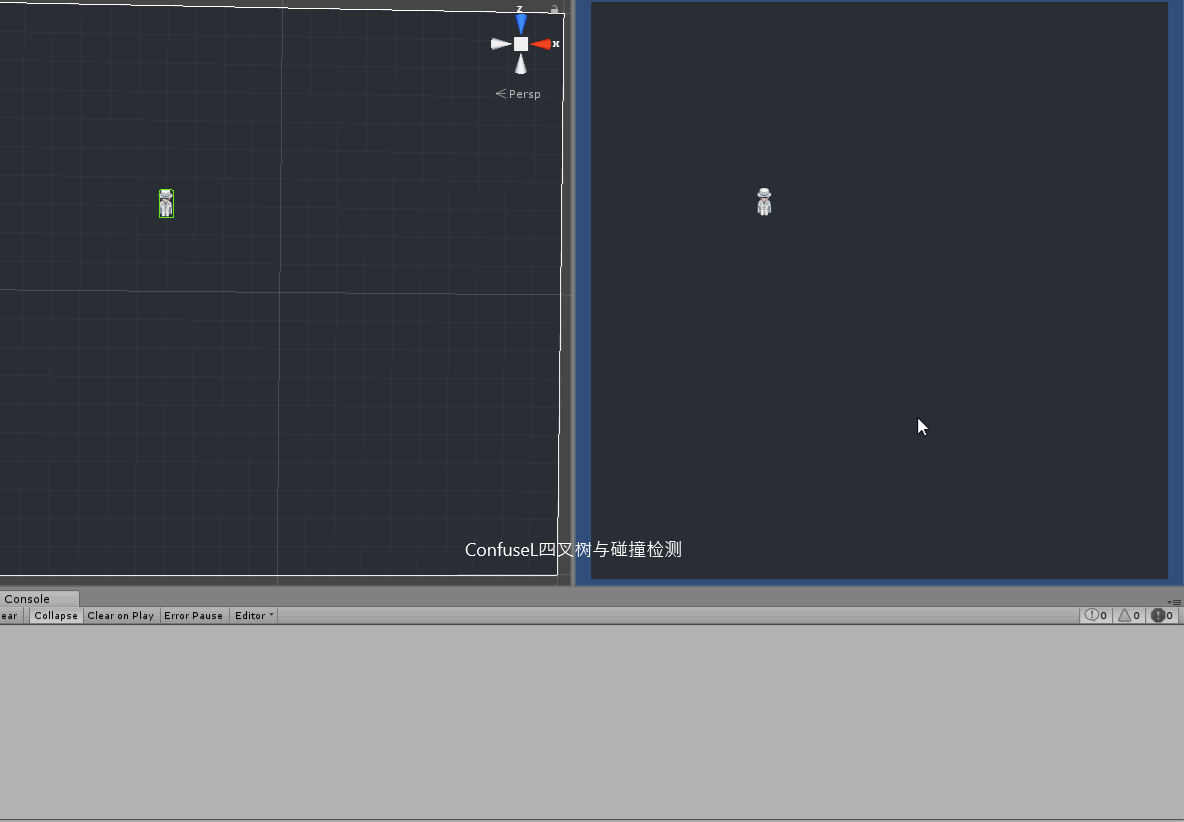 z
x
Persp
ConfuseL四叉树与碰撞检测
Console
ear Collapse Clear on Play Error Pause Editor 0 0 0